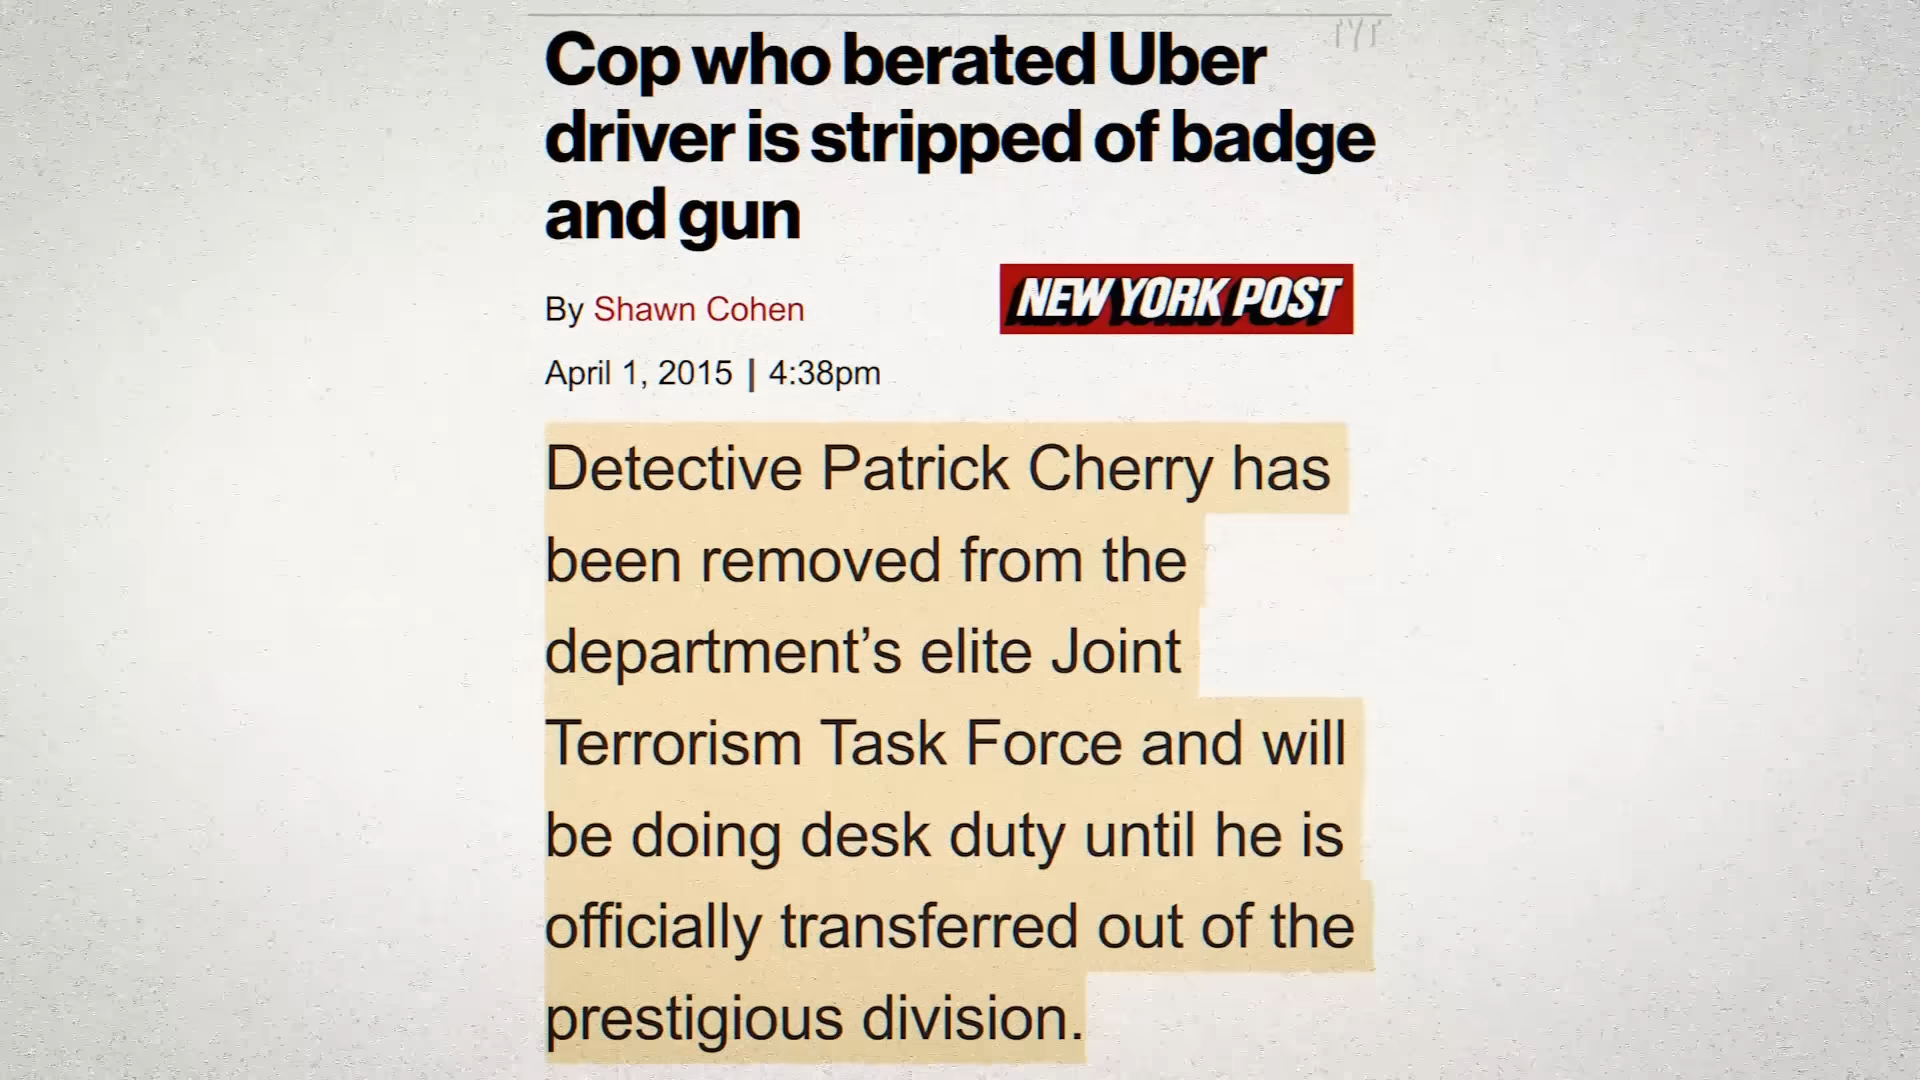 Cop who berated Uber
driver is stripped of badge
and gun
By Shawn Cohen
NEW YORK POST
April 1, 2015 | 4:38pm
Detective Patrick Cherry has
been removed from the
department’s elite Joint
Terrorism Task Force and will
be doing desk duty until he is
officially transferred out of the
prestigious division.